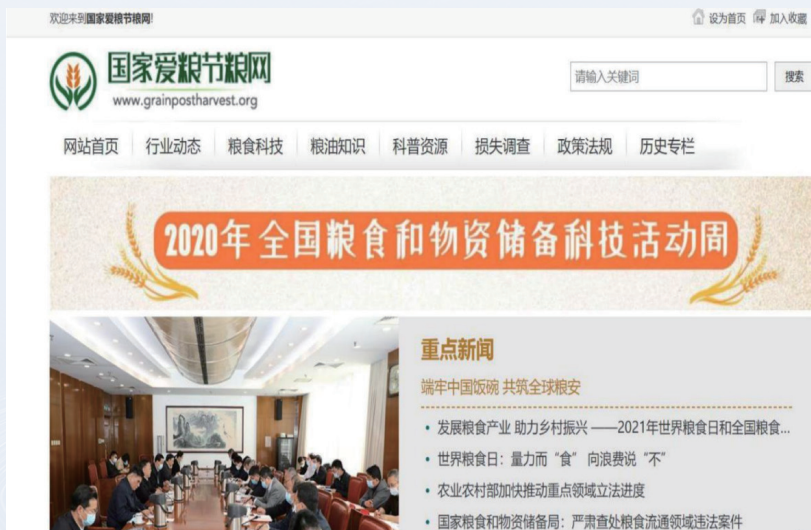 欢迎来到国家爱粮节粮网!
设为首页 加入收藏
国家爱粮节粮网
www.grainpostharvest.org
请输入关键词
搜索
网站首页 行业动态 粮食科技 粮油知识 科普资源 损失调查 政策法规 历史专栏
2020年全国粮食和物资储备科技活动周
重点新闻
端牢中国饭碗 共筑全球粮安
• 发展粮食产业 助力乡村振兴 ——2021年世界粮食日和全国粮食...
• 世界粮食日：量力而“食” 向浪费说“不”
• 农业农村部加快推动重点领域立法进度
• 国家粮食和物资储备局：严肃查处粮食流通领域违法案件